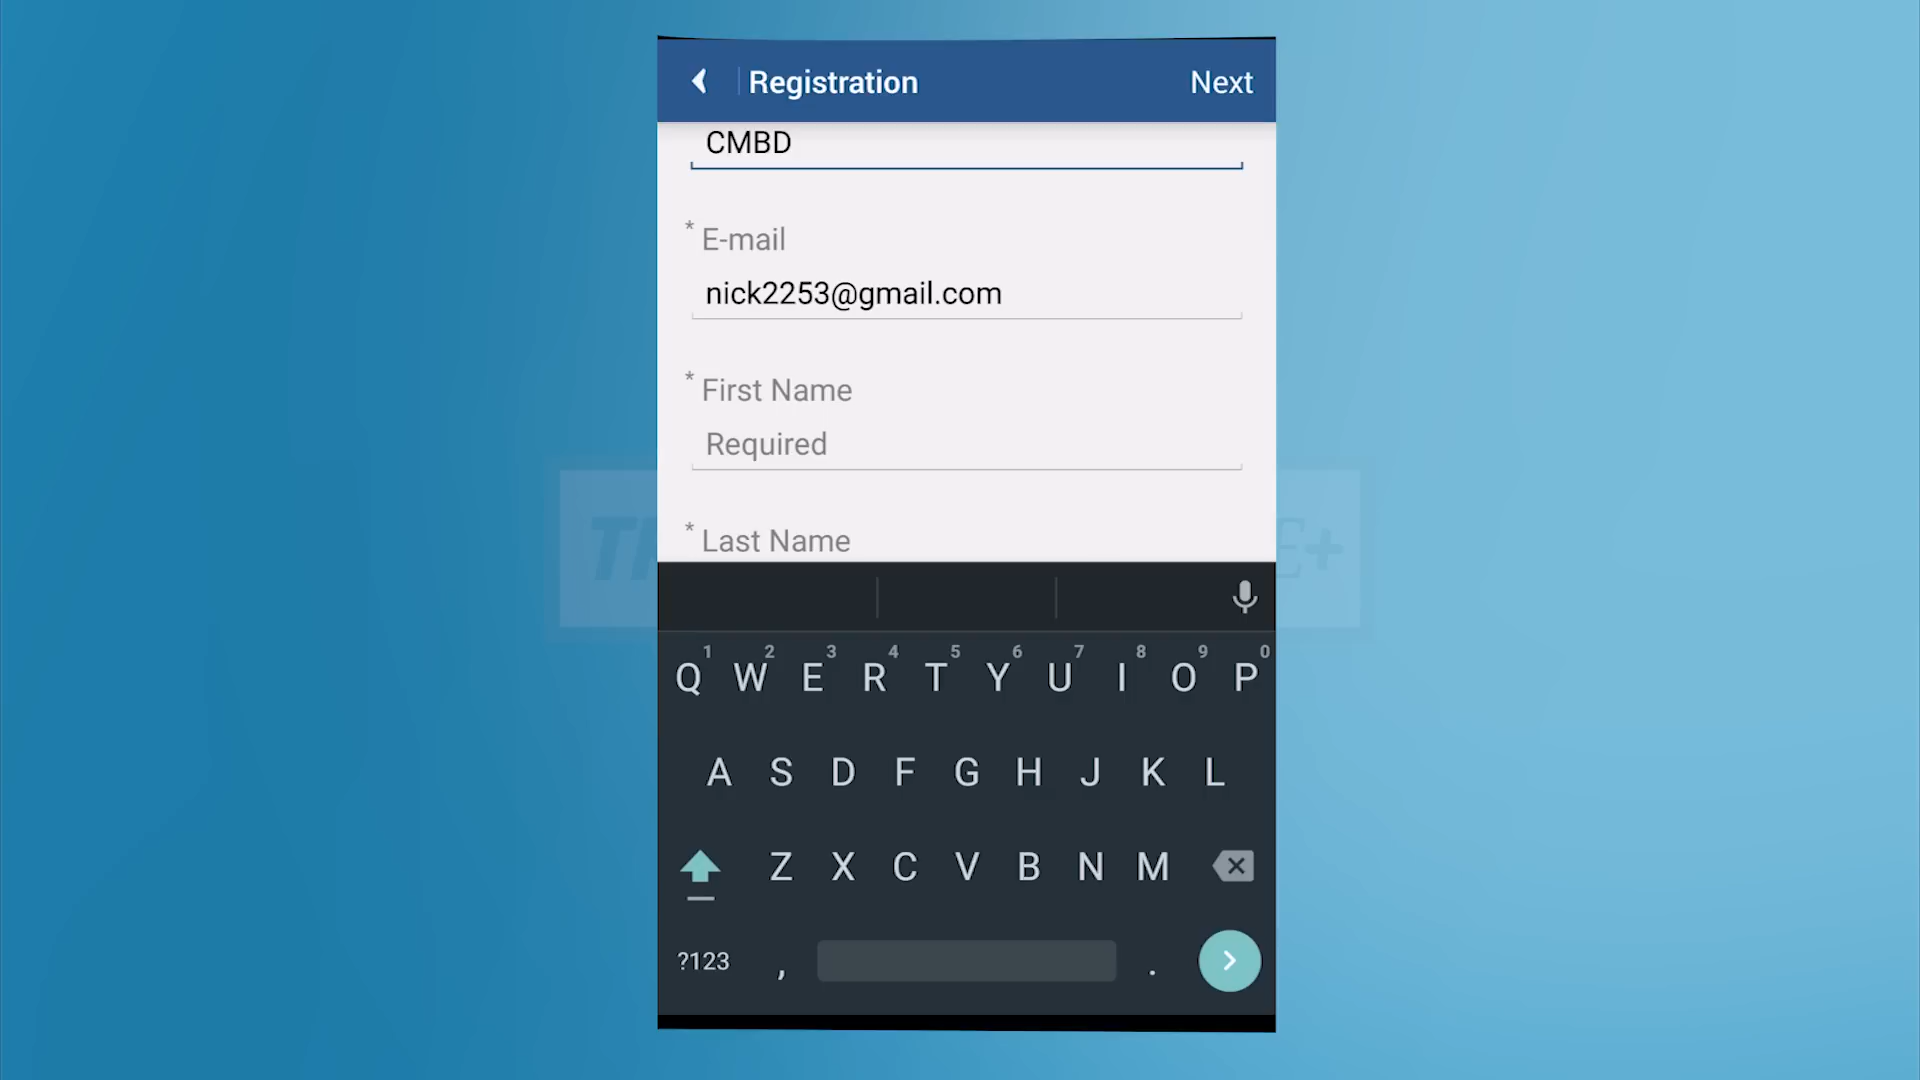 Registration Next
CMBD
* E-mail
nick2253@gmail.com
* First Name
Required
* Last Name
E+
1 2 3 4 5 6 7 8 9 0
Q W E R T Y U I O P
A S D F G H J K L
Z X C V B N M
?123 , .